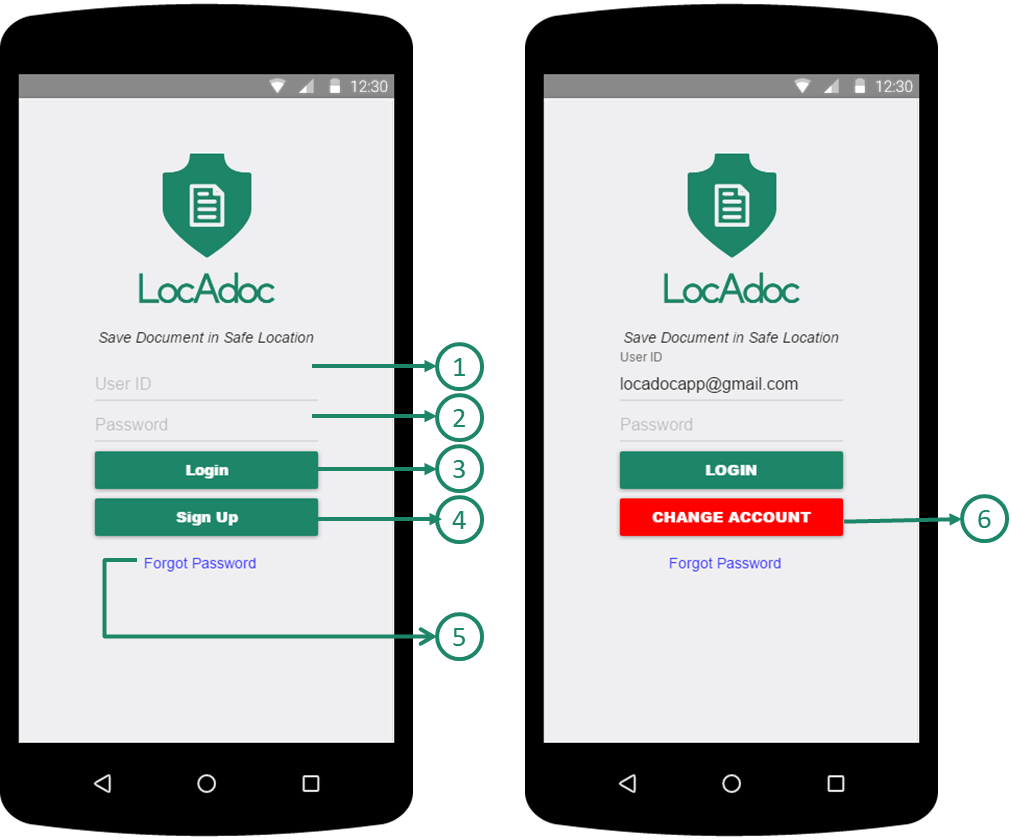 12:30
LocAdoc
Save Document in Safe Location
User ID
1
Password
2
Login
3
Sign Up
4
Forgot Password
5
12:30
LocAdoc
Save Document in Safe Location
User ID
locadocapp@gmail.com
Password
LOGIN
CHANGE ACCOUNT
6
Forgot Password